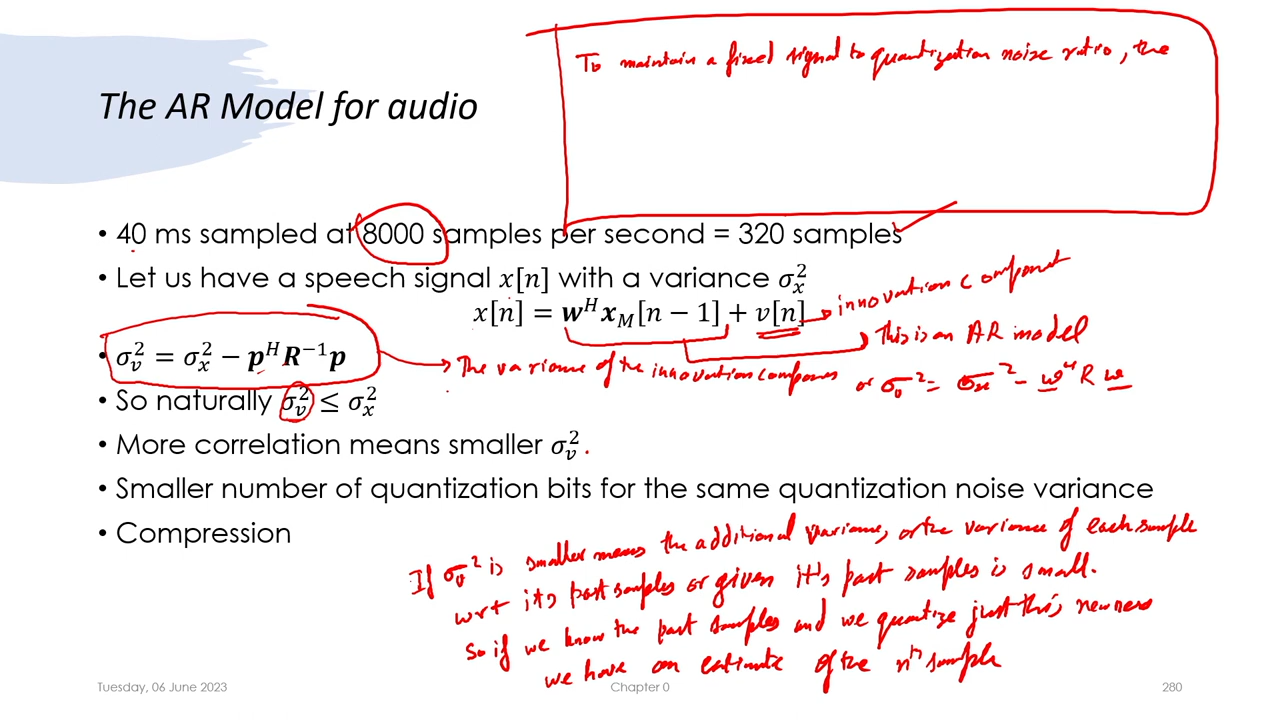 To maintain a fixed signal to quantization noise ratio, the
The AR Model for audio
• 40 ms sampled at 8000 samples per second = 320 samples
• Let us have a speech signal x[n] with a variance σ_x^2
x[n] = w^H x_M[n − 1] + v[n]
innovation component
This is an AR model
• σ_v^2 = σ_x^2 − p^H R^{−1} p
The variance of the innovation components or σ_v^2 = σ_x^2 − w^H R w
• So naturally σ_v^2 ≤ σ_x^2
• More correlation means smaller σ_v^2.
• Smaller number of quantization bits for the same quantization noise variance
• Compression
If σ_v^2 is smaller means the additional variance, or the variance of each sample
wrt its past samples or given it's past samples is small.
So if we know the past samples and we quantize just this newness
we have an estimate of the nth sample
Tuesday, 06 June 2023
Chapter 0
280